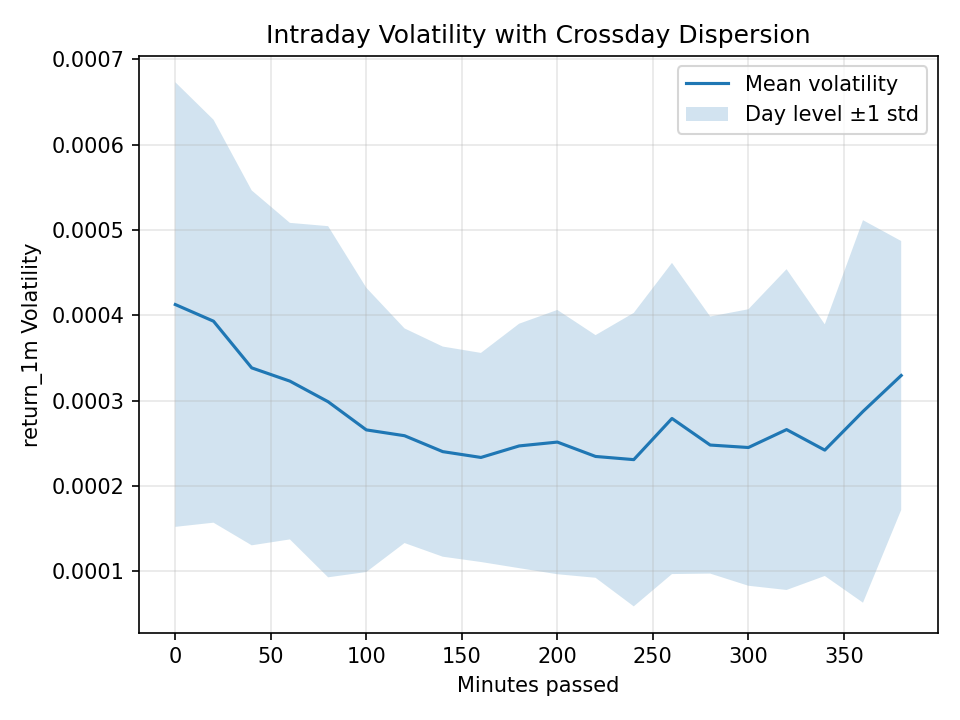 Intraday Volatility with Crossday Dispersion
Mean volatility
Day level ±1 std
return_1m Volatility
0.0007
0.0006
0.0005
0.0004
0.0003
0.0002
0.0001
0 50 100 150 200 250 300 350
Minutes passed